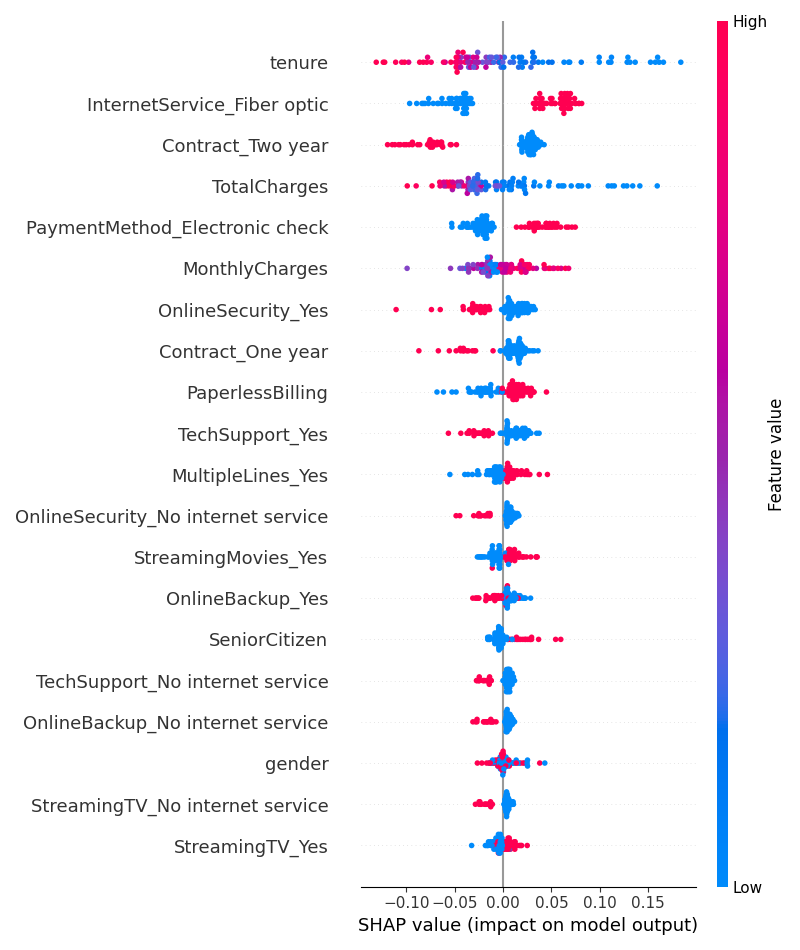 High
tenure
InternetService_Fiber optic
Contract_Two year
TotalCharges
PaymentMethod_Electronic check
MonthlyCharges
OnlineSecurity_Yes
Contract_One year
PaperlessBilling
TechSupport_Yes
MultipleLines_Yes
OnlineSecurity_No internet service
StreamingMovies_Yes
OnlineBackup_Yes
SeniorCitizen
TechSupport_No internet service
OnlineBackup_No internet service
gender
StreamingTV_No internet service
StreamingTV_Yes
Feature value
Low
−0.10 −0.05 0.00 0.05 0.10 0.15
SHAP value (impact on model output)